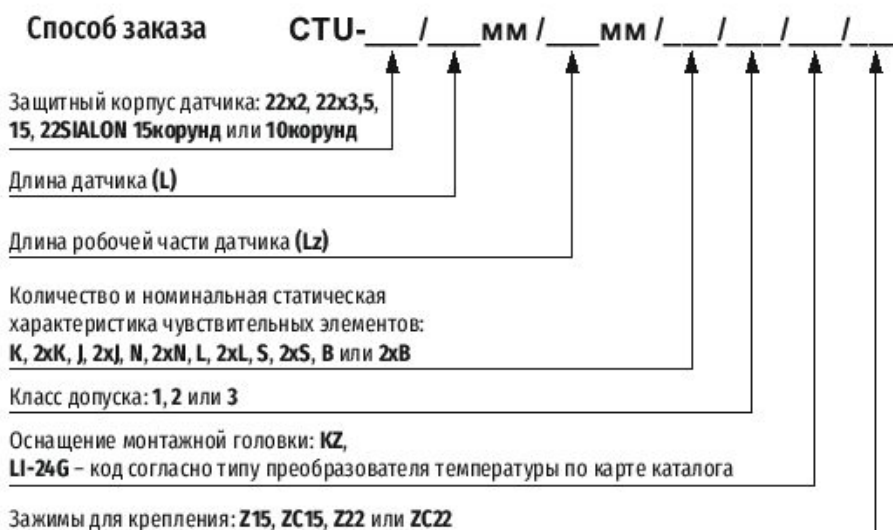 Способ заказа CTU-___/___мм /___мм /___/___/___/___
Защитный корпус датчика: 22x2, 22x3,5,
15, 22SIALON 15корунд или 10корунд
Длина датчика (L)
Длина робочей части датчика (Lz)
Количество и номинальная статическая
характеристика чувствительных элементов:
K, 2xK, J, 2xJ, N, 2xN, L, 2xL, S, 2xS, B или 2xB
Класс допуска: 1, 2 или 3
Оснащение монтажной головки: KZ,
LI-24G – код согласно типу преобразователя температуры по карте каталога
Зажимы для крепления: Z15, ZC15, Z22 или ZC22